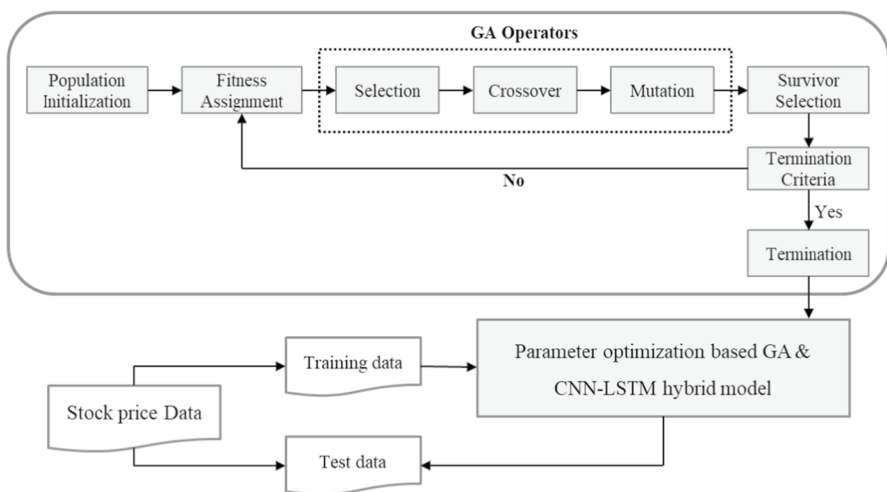 GA Operators
Population
Initialization
Fitness
Assignment
Selection
Crossover
Mutation
Survivor
Selection
Termination
Criteria
No
Yes
Termination
Parameter optimization based GA &
CNN-LSTM hybrid model
Training data
Stock price Data
Test data